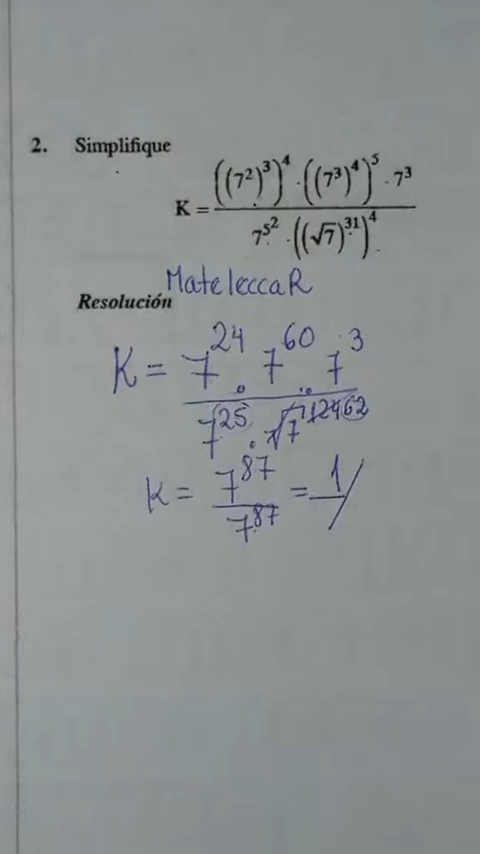 2. Simplifique
K = ((7²)³)⁴ · ((7³)⁴)⁵ · 7³ / 7^5² · ((√7)³¹)⁴
MateleccaR
Resolución
K = 7²⁴ · 7⁶⁰ · 7³ / 7²⁵ ·
K = 7⁸⁷ / 7⁸⁷ = 1/